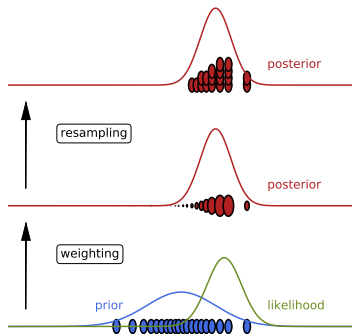 posterior
resampling
posterior
weighting
prior
likelihood